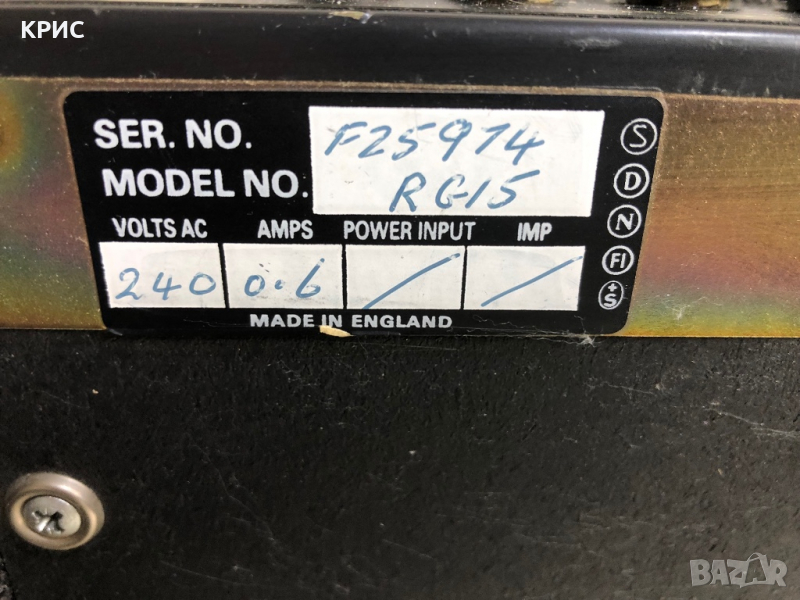 КРИС
SER. NO. F25974
MODEL NO. RG15
VOLTS AC AMPS POWER INPUT IMP
240 0.6 / /
MADE IN ENGLAND
S
D
N
FI
+S
BAZAR